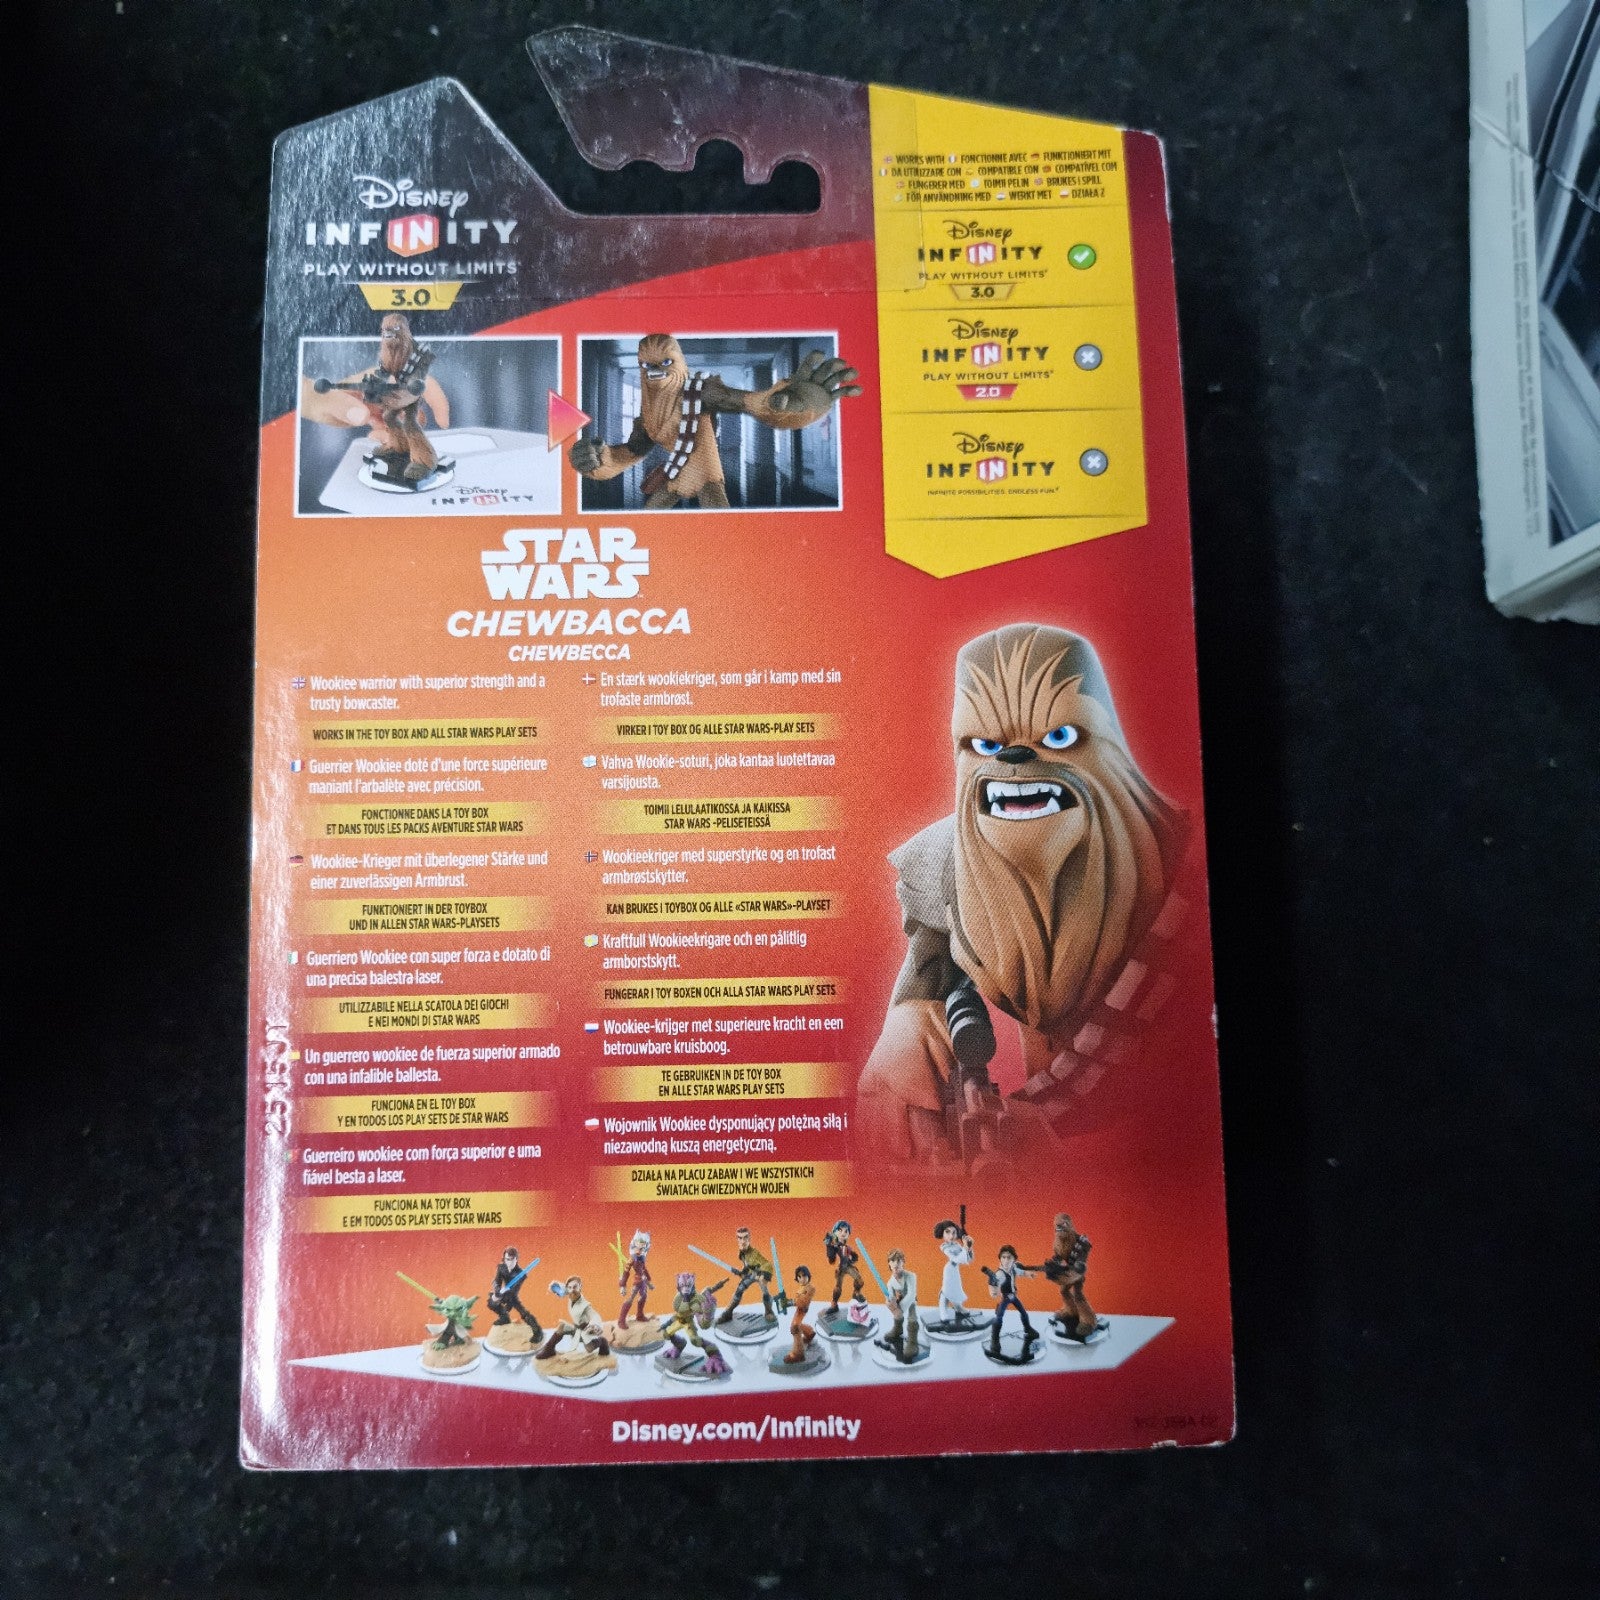 Disney
INFINITY
PLAY WITHOUT LIMITS
3.0
WORKS WITH FONCTIONNE AVEC FUNKTIONIERT MIT
DA UTILIZZARE CON COMPATIBLE CON COMPATÍVEL COM
FUNGERER MED TOIMII PELIN BRUKES I SPILL
FÖR ANVÄNDNING MED WERKT MET DZIAŁA Z
Disney
INFINITY
PLAY WITHOUT LIMITS
3.0
Disney
INFINITY
PLAY WITHOUT LIMITS
2.0
Disney
INFINITY
INFINITE POSSIBILITIES. ENDLESS FUN.
Disney
INFINITY
STAR
WARS
CHEWBACCA
CHEWBECCA
Wookiee warrior with superior strength and a
trusty bowcaster.
WORKS IN THE TOY BOX AND ALL STAR WARS PLAY SETS
Guerrier Wookiee doté d'une force supérieure
maniant l'arbalète avec précision.
FONCTIONNE DANS LA TOY BOX
ET DANS TOUS LES PACKS AVENTURE STAR WARS
Wookiee-Krieger mit überlegener Stärke und
einer zuverlässigen Armbrust.
FUNKTIONIERT IN DER TOYBOX
UND IN ALLEN STAR WARS-PLAYSETS
Guerriero Wookiee con super forza e dotato di
una precisa balestra laser.
UTILIZZABILE NELLA SCATOLA DEI GIOCHI
E NEI MONDI DI STAR WARS
Un guerrero wookiee de fuerza superior armado
con una infalible ballesta.
FUNCIONA EN EL TOY BOX
Y EN TODOS LOS PLAY SETS DE STAR WARS
Guerreiro wookiee com força superior e uma
fiável besta a laser.
FUNCIONA NA TOY BOX
E EM TODOS OS PLAY SETS STAR WARS
En stærk wookiekriger, som går i kamp med sin
trofaste armbrøst.
VIRKER I TOY BOX OG ALLE STAR WARS-PLAY SETS
Vahva Wookie-soturi, joka kantaa luotettavaa
varsijousta.
TOIMII LELULAATIKOSSA JA KAIKISSA
STAR WARS -PELISETEISSÄ
Wookieekriger med superstyrke og en trofast
armbrøstskytter.
KAN BRUKES I TOYBOX OG ALLE «STAR WARS»-PLAYSET
Kraftfull Wookieekrigare och en pålitlig
armborstskytt.
FUNGERAR I TOY BOXEN OCH ALLA STAR WARS PLAY SETS
Wookiee-krijger met superieure kracht en een
betrouwbare kruisboog.
TE GEBRUIKEN IN DE TOY BOX
EN ALLE STAR WARS PLAY SETS
Wojownik Wookiee dysponujący potężną siłą i
niezawodną kuszą energetyczną.
DZIAŁA NA PLACU ZABAW I WE WSZYSTKICH
ŚWIATACH GWIEZDNYCH WOJEN
Disney.com/Infinity